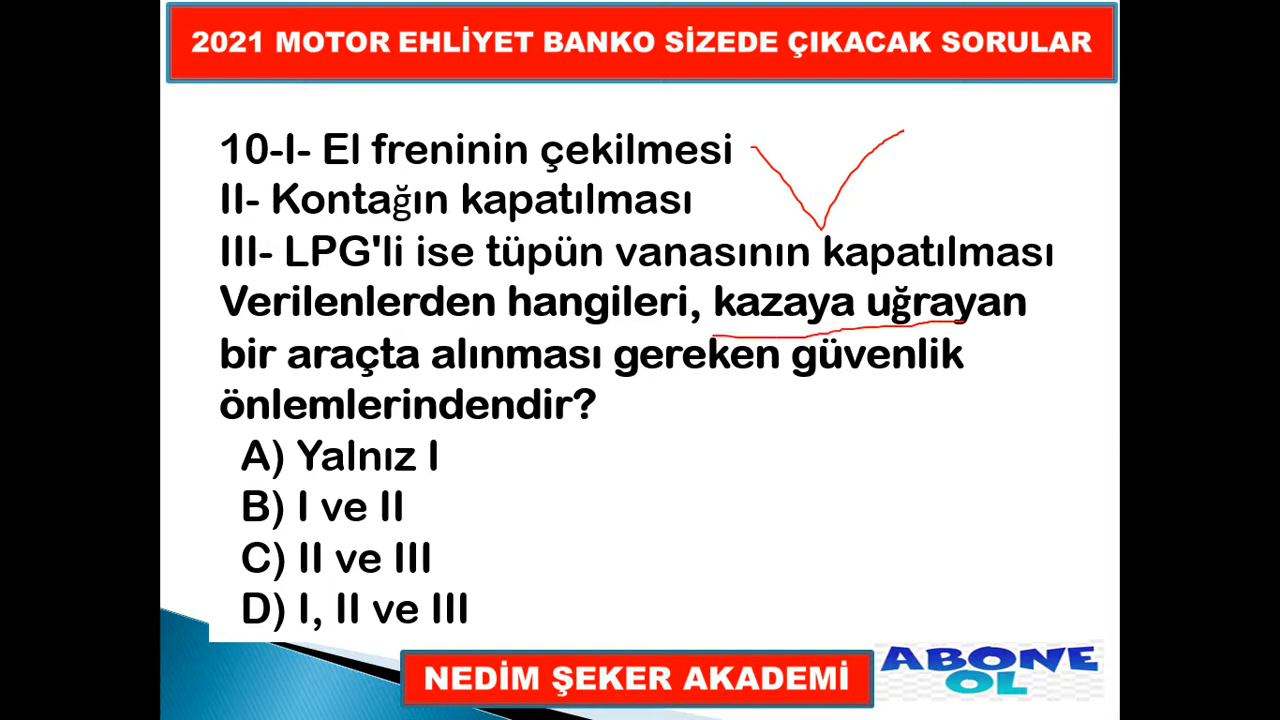 2021 MOTOR EHLİYET BANKO SİZEDE ÇIKACAK SORULAR
10-I- El freninin çekilmesi
II- Kontağın kapatılması
III- LPG'li ise tüpün vanasının kapatılması
Verilenlerden hangileri, kazaya uğrayan
bir araçta alınması gereken güvenlik
önlemlerindendir?
A) Yalnız I
B) I ve II
C) II ve III
D) I, II ve III
NEDİM ŞEKER AKADEMİ
ABONE
OL